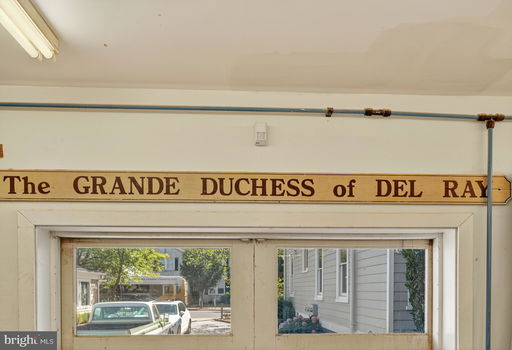 The GRANDE DUCHESS of DEL RAY
bright MLS